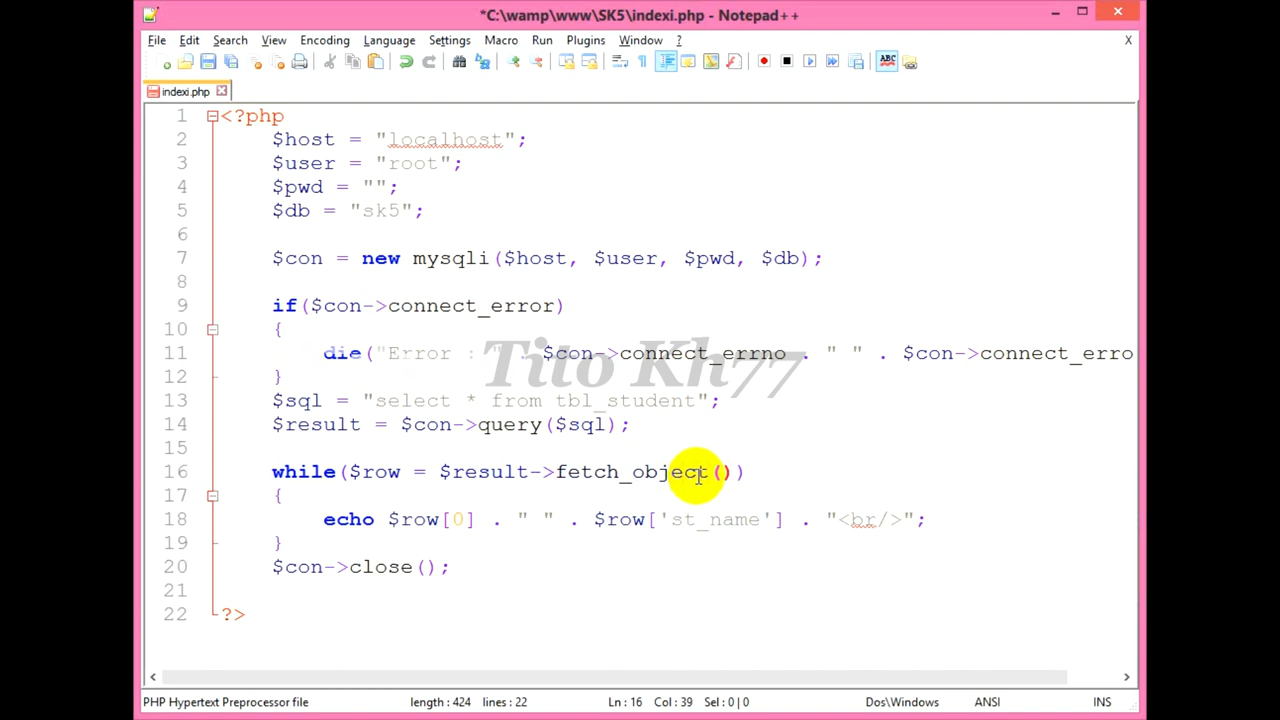 *C:\wamp\www\SK5\indexi.php - Notepad++
File Edit Search View Encoding Language Settings Macro Run Plugins Window ? X
indexi.php
1 <?php
2 $host = "localhost";
3 $user = "root";
4 $pwd = "";
5 $db = "sk5";
6
7 $con = new mysqli($host, $user, $pwd, $db);
8
9 if($con->connect_error)
10 {
11 die("Error : " . $con->connect_errno . " " . $con->connect_erro
12 }
13 $sql = "select * from tbl_student";
14 $result = $con->query($sql);
15
16 while($row = $result->fetch_object())
17 {
18 echo $row[0] . " " . $row['st_name'] . "<br/>";
19 }
20 $con->close();
21
22 ?>
Tito Kh77
PHP Hypertext Preprocessor file length : 424 lines : 22 Ln : 16 Col : 39 Sel : 0 | 0 Dos\Windows ANSI INS